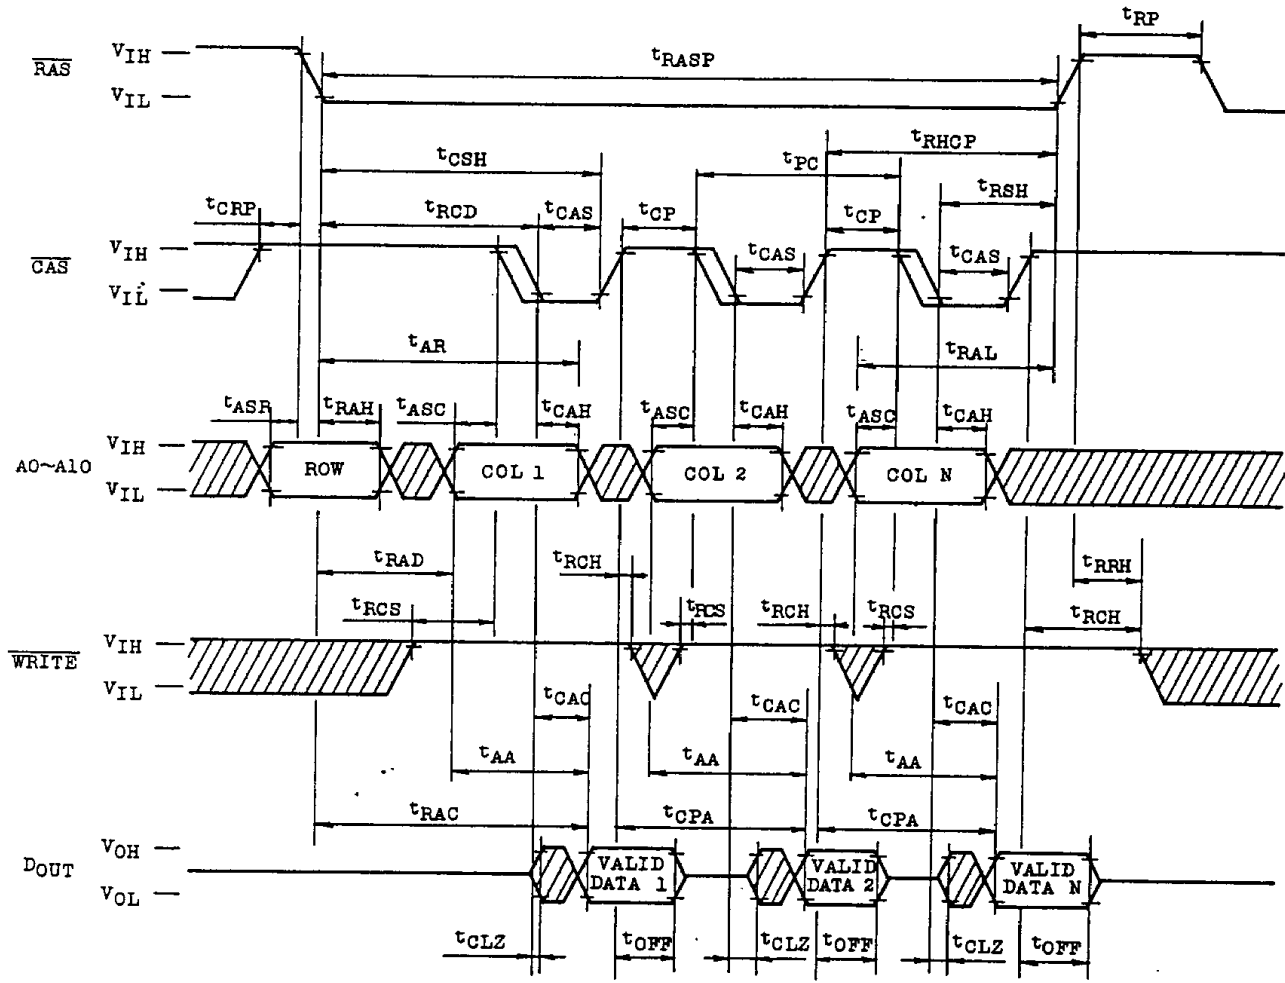 tRP
VIH
RAS
tRASP
VIL
tRHCP
tCSH
tPC
tRSH
tCRP
tRCD
tCAS
tCP
tCP
VIH
CAS
tCAS
tCAS
VIL
tAR
tRAL
tASR
tRAH
tASC
tCAH
tASC
tCAH
tASC
tCAH
VIH
A0~A10
ROW
COL 1
COL 2
COL N
VIL
tRAD
tRCH
tRRH
tRCS
tRCS
tRCH
tRCS
tRCH
VIH
WRITE
VIL
tCAC
tCAC
tCAC
tAA
tAA
tAA
tRAC
tCPA
tCPA
VOH
DOUT
VALID DATA 1
VALID DATA 2
VALID DATA N
VOL
tCLZ
tOFF
tCLZ
tOFF
tCLZ
tOFF